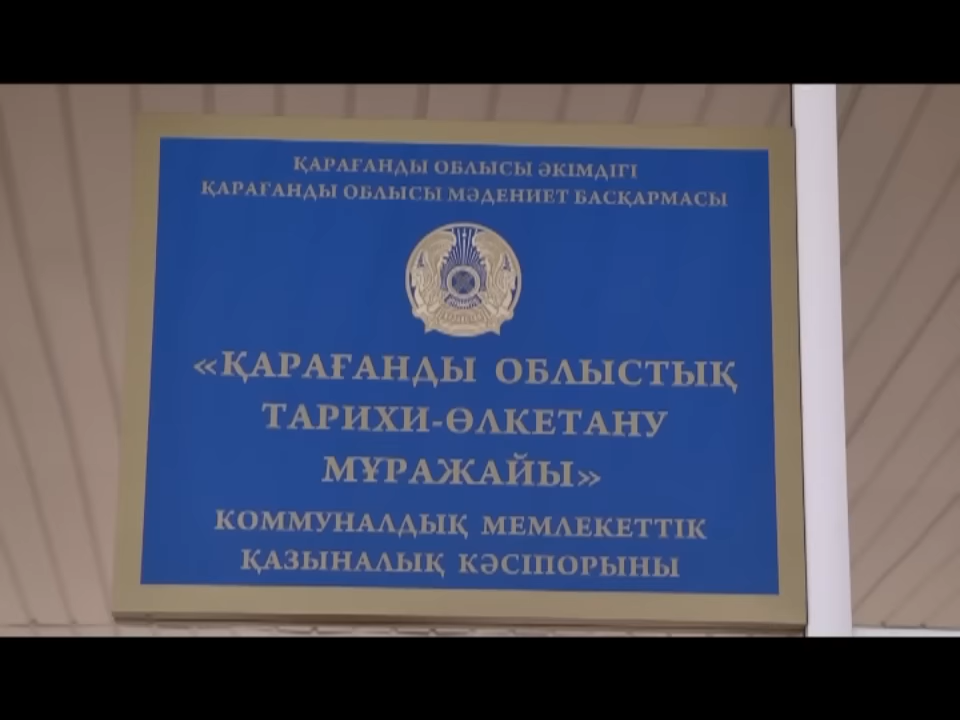 ҚАРАҒАНДЫ ОБЛЫСЫ ӘКІМДІГІ
ҚАРАҒАНДЫ ОБЛЫСЫ МӘДЕНИЕТ БАСҚАРМАСЫ
«ҚАРАҒАНДЫ ОБЛЫСТЫҚ
ТАРИХИ-ӨЛКЕТАНУ
МҰРАЖАЙЫ»
КОММУНАЛДЫҚ МЕМЛЕКЕТТІК
ҚАЗЫНАЛЫҚ КӘСІПОРЫНЫ